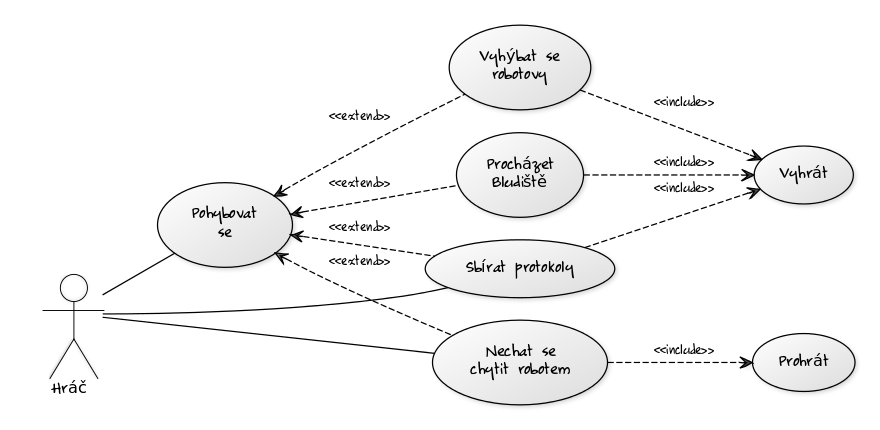 Vyhýbat se
robotovy
<<extend>>
<<include>>
Procházet
Bludiště
<<extend>>
<<include>>
Vyhrát
<<include>>
Pohybovat
se
<<extend>>
<<extend>>
Sbírat protokoly
Nechat se
chytit robotem
<<include>>
Prohrát
Hráč